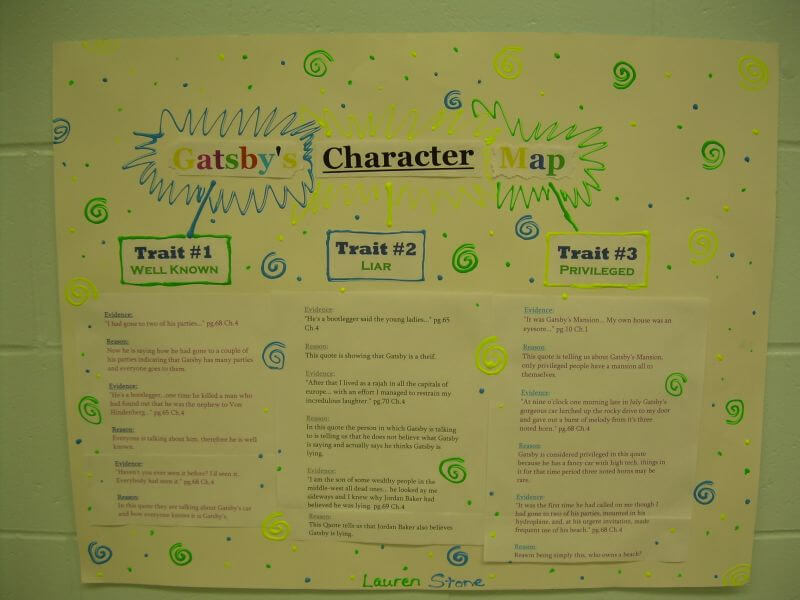 Gatsby's Character Map
Trait #1
WELL KNOWN
Evidence:
"I had gone to two of his parties..." pg.68 Ch.4
Reason:
Now he is saying how he had gone to a couple of
his parties indicating that Gatsby has many parties
and everyone goes to them.
Evidence:
"He's a bootlegger...one time he killed a man who
had found out that he was the nephew to Von
Hindenberg..." pg.65 Ch.4
Reason:
Everyone is talking about him, therefore he is well
known.
Evidence:
"Haven't you ever seen it before? I'd seen it.
Everybody had seen it." pg.68 Ch.4
Reason:
In this quote they are talking about Gatsby's car
and how everyone knows it is Gatsby's.
Trait #2
LIAR
Evidence:
"He's a bootlegger said the young ladies..." pg.65
Ch.4
Reason:
This quote is showing that Gatsby is a theif.
Evidence:
"After that I lived as a rajah in all the capitals of
europe... with an effort I managed to restrain my
incredulous laughter." pg.70 Ch.4
Reason:
In this quote the person in which Gatsby is talking
to is telling us that he does not believe what Gatsby
is saying and actually says he thinks Gatsby is
lying.
Evidence:
"I am the son of some wealthy people in the
middle-west all dead ones... he looked ay me
sideways and I knew why Jordan Baker had
believed he was lying. pg.69 Ch.4
Reason:
This Quote tells us that Jordan Baker also believes
Gatsby is lying.
Trait #3
PRIVILEGED
Evidence:
"It was Gatsby's Mansion... My own house was an
eyesore..." pg.10 Ch.1
Reason:
This quote is telling us about Gatsby's Mansion,
only privileged people have a mansion all to
themselves.
Evidence:
"At nine o'clock one morning late in July Gatsby's
gorgeous car lurched up the rocky drive to my door
and gave out a burst of melody from it's three
noted horn." pg.68 Ch.4
Reason:
Gatsby is considered privileged in this quote
because he has a fancy car with high tech. things in
it for that time period three noted horns may be
rare.
Evidence:
"It was the first time he had called on me though I
had gone to two of his parties, mounted in his
hydroplane, and, at his urgent invitation, made
frequent use of his beach." pg.68 Ch.4
Reason:
Reason being simply this, who owns a beach?
Lauren Stone